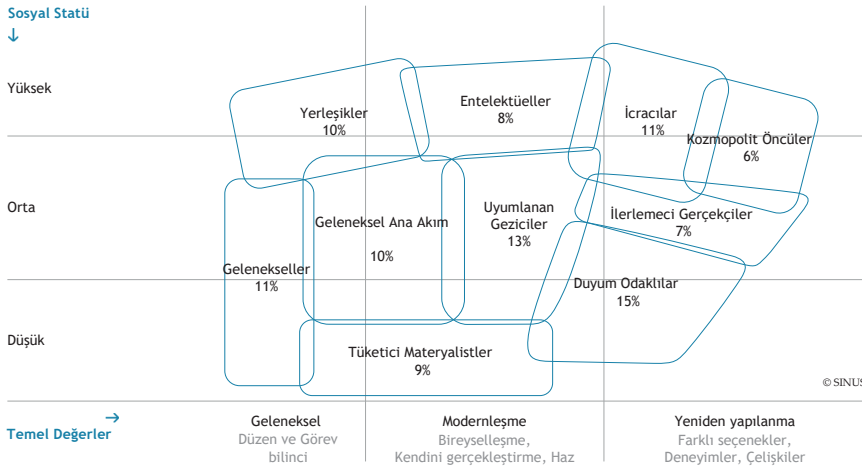 Sosyal Statü
↓
Yüksek
Yerleşikler
10%
Entelektüeller
8%
İcracılar
11%
Kozmopolit Öncüler
6%
Orta
Geleneksel Ana Akım
10%
Uyumlanan
Geziciler
13%
İlerlemeci Gerçekçiler
7%
Gelenekseller
11%
Duyum Odaklılar
15%
Düşük
Tüketici Materyalistler
9%
© SINUS
Temel Değerler →
Geleneksel
Düzen ve Görev
bilinci
Modernleşme
Bireyselleşme,
Kendini gerçekleştirme, Haz
Yeniden yapılanma
Farklı seçenekler,
Deneyimler, Çelişkiler